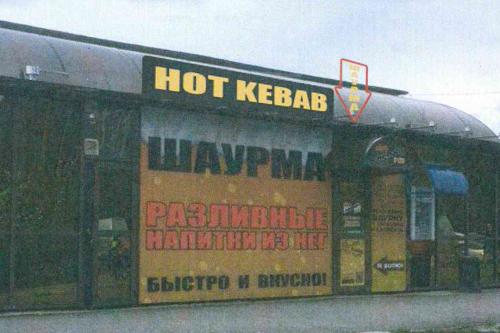 HOT KEBAB
ШАУРМА
РАЗЛИВНЫЕ
НАПИТКИ ИЗ КЕГ
БЫСТРО И ВКУСНО!